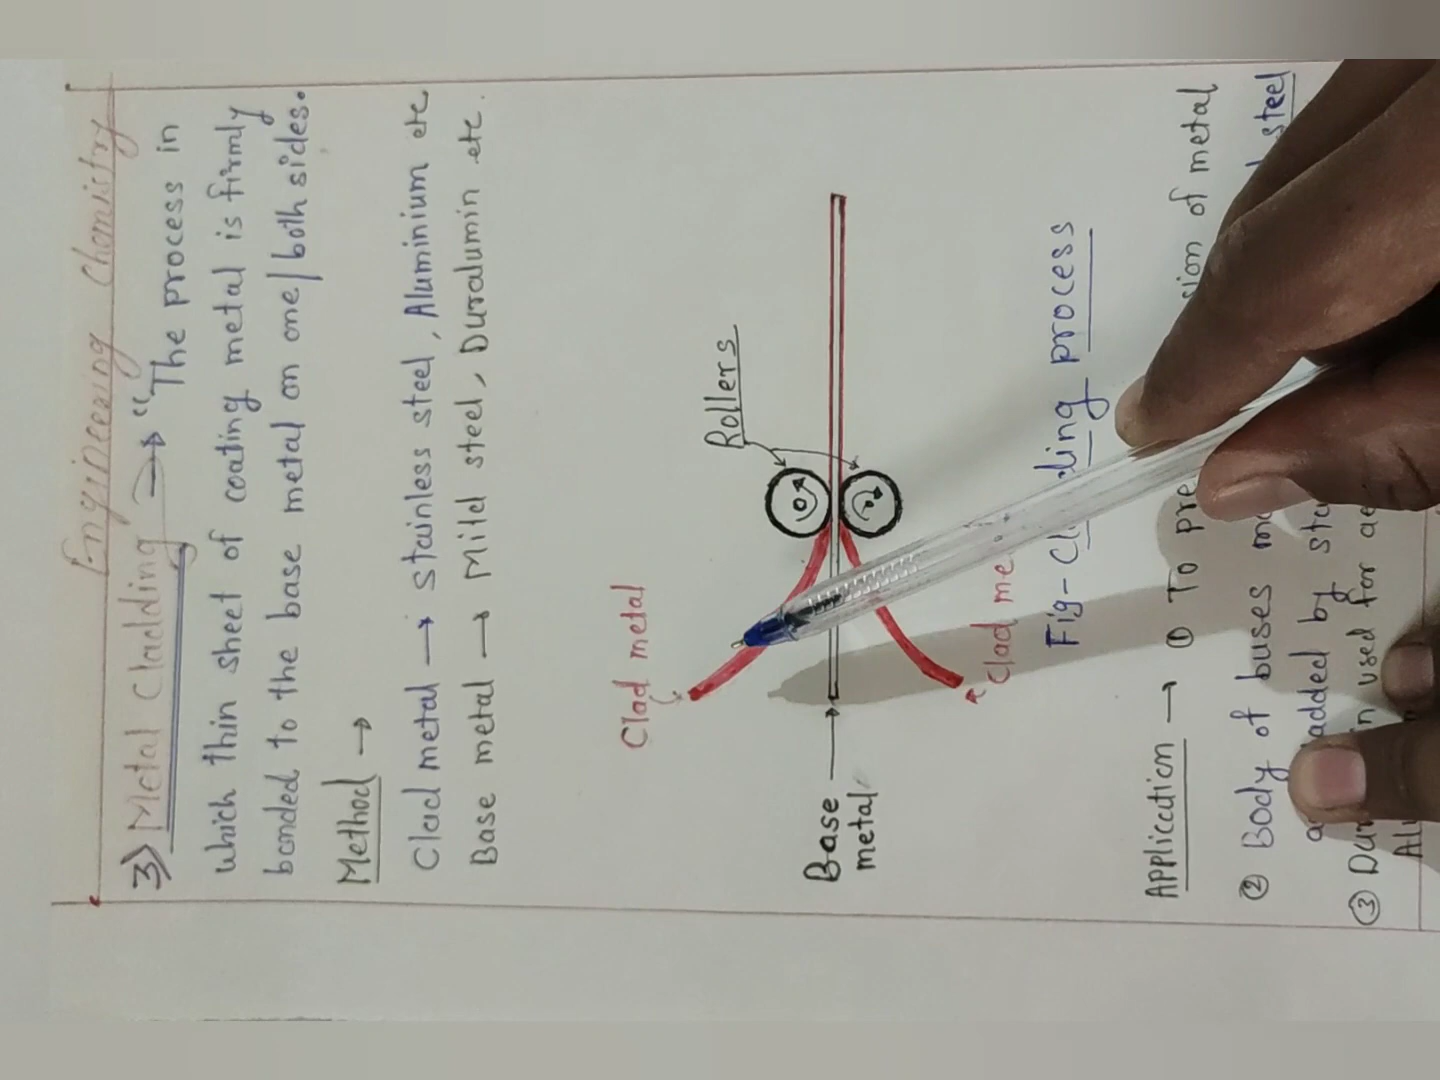 Engineering Chemistry
3) Metal Cladding → "The process in
which thin sheet of coating metal is firmly
bonded to the base metal on one/both sides.
Method →
Clad metal → Stainless steel, Aluminium etc
Base metal → Mild steel, Duralumin etc.
Clad metal
Rollers
Base
metal
Clad
Fig- process
Application → ① To of metal
② Body of buses steel
by
③ used for